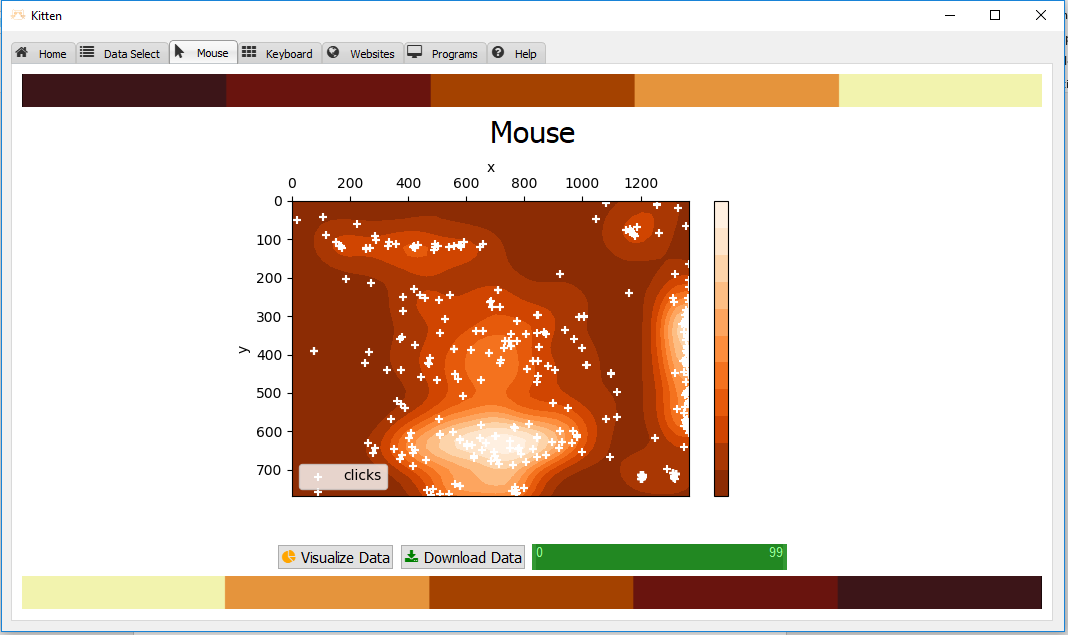 Kitten
Home Data Select Mouse Keyboard Websites Programs Help
Mouse
x
0 200 400 600 800 1000 1200
0
100
200
300
y
400
500
600
700
clicks
Visualize Data Download Data 0 99